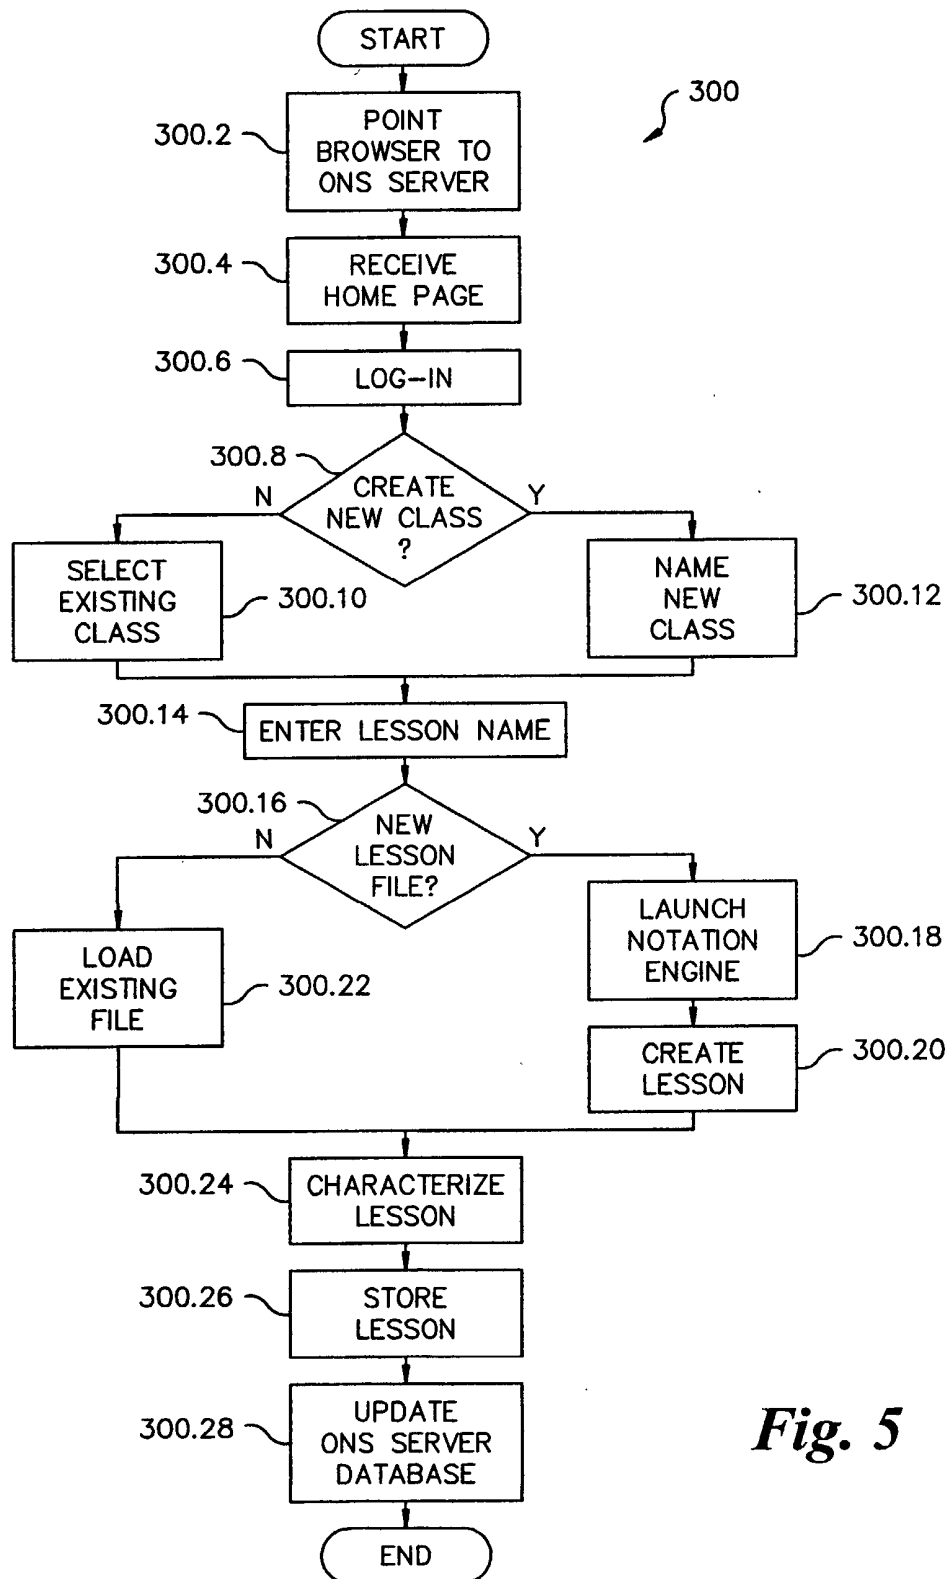 START
300
300.2
POINT
BROWSER TO
ONS SERVER
300.4
RECEIVE
HOME PAGE
300.6
LOG-IN
300.8
CREATE
NEW CLASS
?
N
Y
SELECT
EXISTING
CLASS
300.10
NAME
NEW
CLASS
300.12
300.14
ENTER LESSON NAME
300.16
NEW
LESSON
FILE?
N
Y
LOAD
EXISTING
FILE
300.22
LAUNCH
NOTATION
ENGINE
300.18
CREATE
LESSON
300.20
300.24
CHARACTERIZE
LESSON
300.26
STORE
LESSON
300.28
UPDATE
ONS SERVER
DATABASE
END
Fig. 5